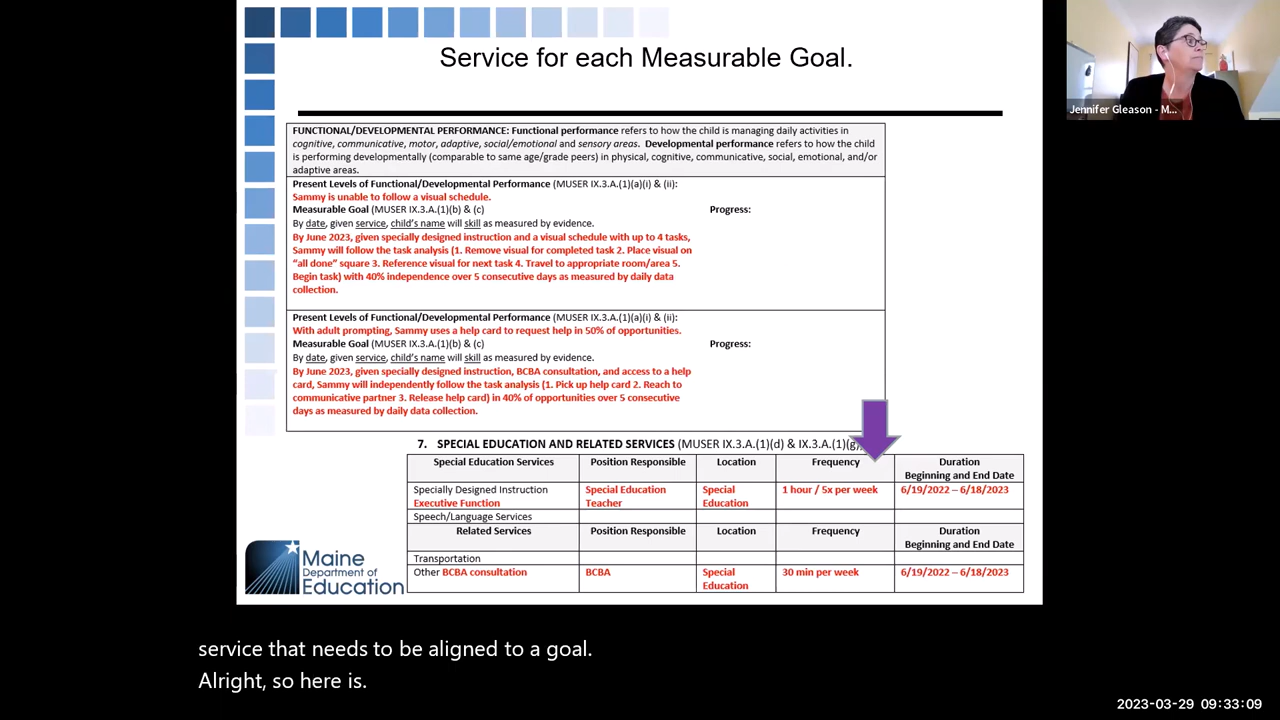 Service for each Measurable Goal.
Jennifer Gleason - M...
FUNCTIONAL/DEVELOPMENTAL PERFORMANCE: Functional performance refers to how the child is managing daily activities in
cognitive, communicative, motor, adaptive, social/emotional and sensory areas. Developmental performance refers to how the child
is performing developmentally (comparable to same age/grade peers) in physical, cognitive, communicative, social, emotional, and/or
adaptive areas.
Present Levels of Functional/Developmental Performance (MUSER IX.3.A.(1)(a)(i) & (ii):
Sammy is unable to follow a visual schedule.
Measurable Goal (MUSER IX.3.A.(1)(b) & (c) Progress:
By date, given service, child's name will skill as measured by evidence.
By June 2023, given specially designed instruction and a visual schedule with up to 4 tasks,
Sammy will follow the task analysis (1. Remove visual for completed task 2. Place visual on
"all done" square 3. Reference visual for next task 4. Travel to appropriate room/area 5.
Begin task) with 40% independence over 5 consecutive days as measured by daily data
collection.
Present Levels of Functional/Developmental Performance (MUSER IX.3.A.(1)(a)(i) & (ii):
With adult prompting, Sammy uses a help card to request help in 50% of opportunities.
Measurable Goal (MUSER IX.3.A.(1)(b) & (c) Progress:
By date, given service, child's name will skill as measured by evidence.
By June 2023, given specially designed instruction, BCBA consultation, and access to a help
card, Sammy will independently follow the task analysis (1. Pick up help card 2. Reach to
communicative partner 3. Release help card) in 40% of opportunities over 5 consecutive
days as measured by daily data collection.
7. SPECIAL EDUCATION AND RELATED SERVICES (MUSER IX.3.A.(1)(d) & IX.3.A.(1)(g)
Special Education Services Position Responsible Location Frequency Duration
Beginning and End Date
Specially Designed Instruction Special Education Special 1 hour / 5x per week 6/19/2022 – 6/18/2023
Executive Function Teacher Education
Speech/Language Services
Related Services Position Responsible Location Frequency Duration
Beginning and End Date
Transportation
Other BCBA consultation BCBA Special 30 min per week 6/19/2022 – 6/18/2023
Education
Maine
Department of
Education
service that needs to be aligned to a goal.
Alright, so here is.
2023-03-29 09:33:09